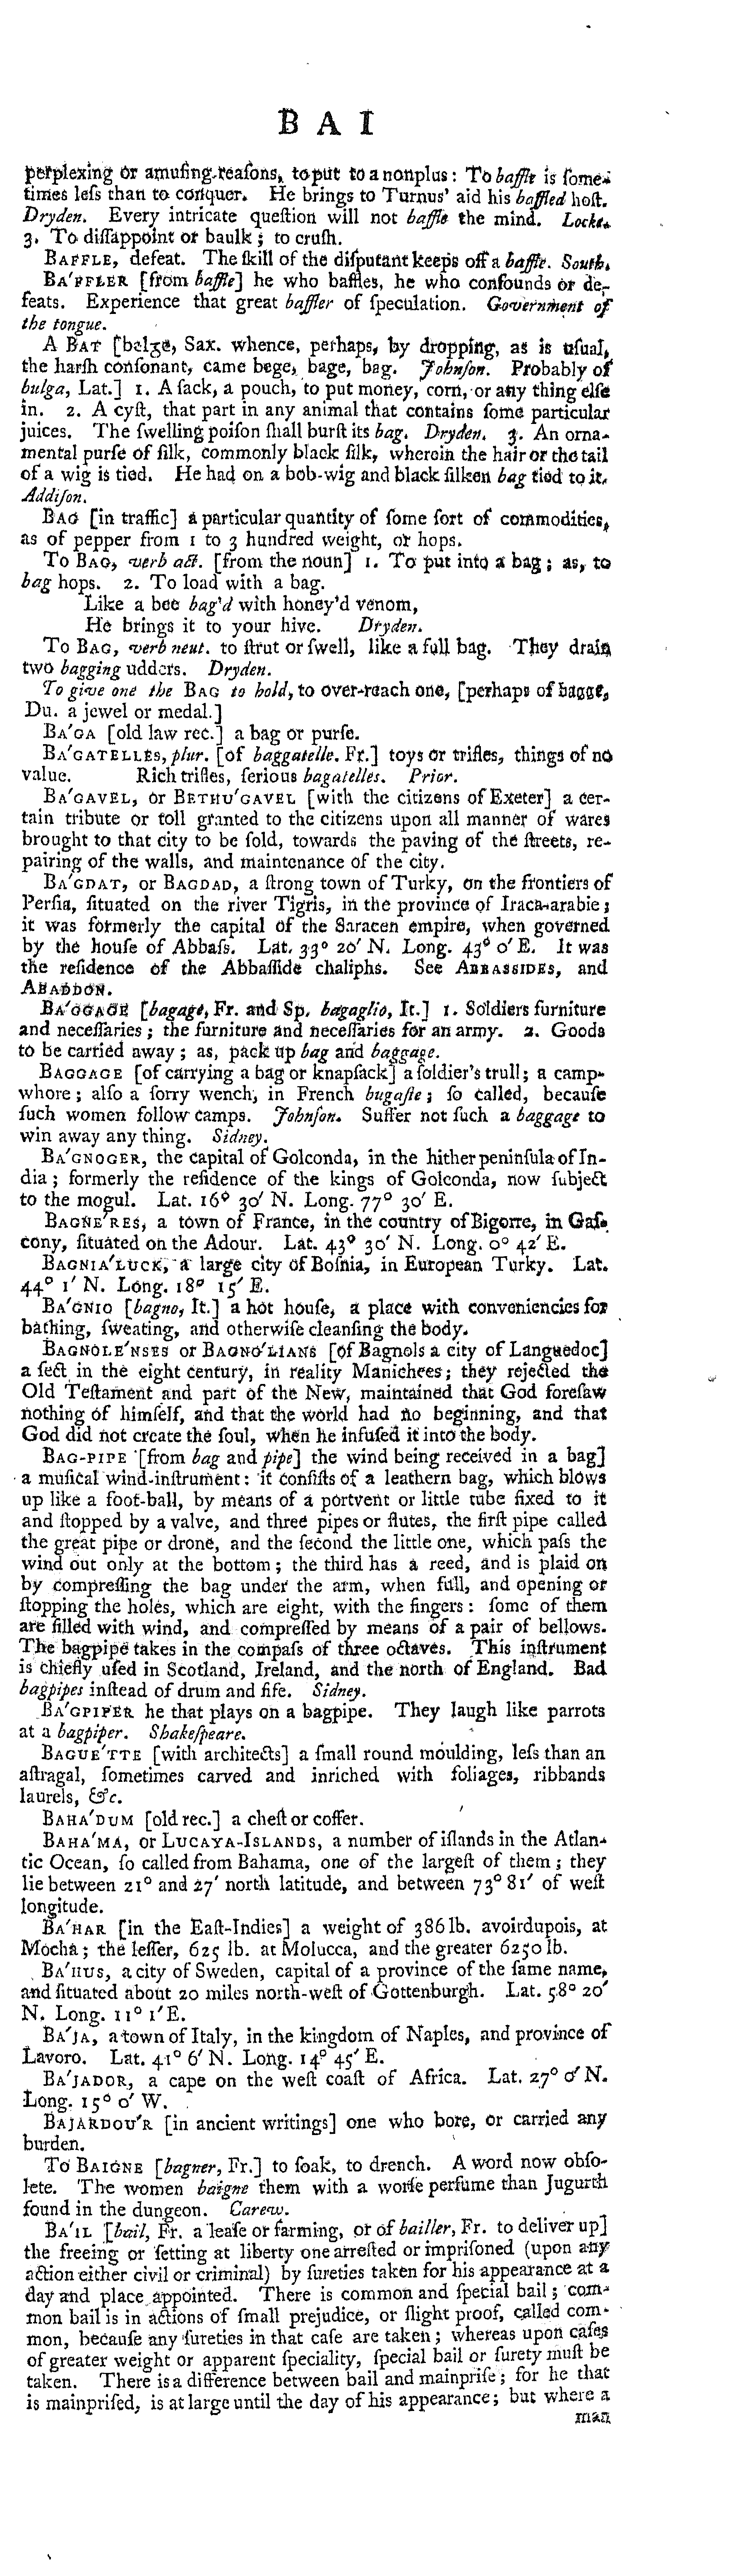 B A I
perplexing or amuſing reaſons, to put to a nonplus: To baffle is ſome-
times leſs than to conquer. He brings to Turnus' aid his baffled hoſt.
Dryden. Every intricate queſtion will not baffle the mind. Locke.
3. To diſſappoint or baulk; to cruſh.
BAFFLE, defeat. The ſkill of the diſputant keeps off a baffle. South.
BA'FFLER [from baffle] he who baffles, he who confounds or de-
feats. Experience that great baffler of ſpeculation. Government of
the tongue.
A BAT [belge, Sax. whence, perhaps, by dropping, as is uſual,
the harſh conſonant, came bege, bage, bag. Johnſon. Probably of
bulga, Lat.] 1. A ſack, a pouch, to put money, corn, or any thing elſe
in. 2. A cyſt, that part in any animal that contains ſome particular
juices. The ſwelling poiſon ſhall burſt its bag. Dryden. 3. An orna-
mental purſe of ſilk, commonly black ſilk, wherein the hair or the tail
of a wig is tied. He had on a bob-wig and black ſilken bag tied to it.
Addiſon.
BAG [in traffic] a particular quantity of ſome ſort of commodities,
as of pepper from 1 to 3 hundred weight, or hops.
To BAG, verb act. [from the noun] 1. To put into a bag; as, to
bag hops. 2. To load with a bag.
Like a bee bag'd with honey'd venom,
He brings it to your hive. Dryden.
To BAG, verb neut. to ſtrut or ſwell, like a full bag. They drain
two bagging udders. Dryden.
To give one the BAG to hold, to over-reach one, [perhaps of bagge,
Du. a jewel or medal.]
BA'GA [old law rec.] a bag or purſe.
BA'GATELLES, plur. [of baggatelle. Fr.] toys or trifles, things of no
value. Rich trifles, ſerious bagatelles. Prior.
BA'GAVEL, or BETHU'GAVEL [with the citizens of Exeter] a cer-
tain tribute or toll granted to the citizens upon all manner of wares
brought to that city to be ſold, towards the paving of the ſtreets, re-
pairing of the walls, and maintenance of the city.
BA'GDAT, or BAGDAD, a ſtrong town of Turky, on the frontiers of
Perſia, ſituated on the river Tigris, in the province of Iraca-arabie;
it was formerly the capital of the Saracen empire, when governed
by the houſe of Abbaſs. Lat. 33° 20′ N. Long. 43° 0′ E. It was
the reſidence of the Abbaſſide chaliphs. See ABBASSIDES, and
ABADDON.
BA'GGAGE [bagage, Fr. and Sp. bagaglio, It.] 1. Soldiers furniture
and neceſſaries; the furniture and neceſſaries for an army. 2. Goods
to be carried away; as, pack up bag and baggage.
BAGGAGE [of carrying a bag or knapſack] a ſoldier's trull; a camp-
whore; alſo a ſorry wench, in French bugaſie; ſo called, becauſe
ſuch women follow camps. Johnſon. Suffer not ſuch a baggage to
win away any thing. Sidney.
BA'GNOGER, the capital of Golconda, in the hither peninſula of In-
dia; formerly the reſidence of the kings of Golconda, now ſubject
to the mogul. Lat. 16° 30′ N. Long. 77° 30′ E.
BAGNE'RES, a town of France, in the country of Bigorre, in Gaſ-
cony, ſituated on the Adour. Lat. 43° 30′ N. Long. 0° 42′ E.
BAGNIA'LUCK, a large city of Boſnia, in European Turky. Lat.
44° 1′ N. Long. 18° 15′ E.
BA'GNIO [bagno, It.] a hot houſe, a place with conveniencies for
bathing, ſweating, and otherwiſe cleanſing the body.
BAGNOLE'NSES or BAGNO'LIANS [of Bagnols a city of Languedoc]
a ſect in the eight century, in reality Manichees; they rejected the
Old Teſtament and part of the New, maintained that God foreſaw
nothing of himſelf, and that the world had no beginning, and that
God did not create the ſoul, when he infuſed it into the body.
BAG-PIPE [from bag and pipe] the wind being received in a bag]
a muſical wind-inſtrument: it conſiſts of a leathern bag, which blows
up like a foot-ball, by means of a portvent or little tube fixed to it
and ſtopped by a valve, and three pipes or flutes, the firſt pipe called
the great pipe or drone, and the ſecond the little one, which paſs the
wind out only at the bottom; the third has a reed, and is plaid on
by compreſſing the bag under the arm, when full, and opening or
ſtopping the holes, which are eight, with the fingers: ſome of them
are filled with wind, and compreſſed by means of a pair of bellows.
The bagpipe takes in the compaſs of three octaves. This inſtrument
is chiefly uſed in Scotland, Ireland, and the north of England. Bad
bagpipes inſtead of drum and fife. Sidney.
BA'GPIPER he that plays on a bagpipe. They laugh like parrots
at a bagpiper. Shakeſpeare.
BAGUE'TTE [with architects] a ſmall round moulding, leſs than an
aſtragal, ſometimes carved and inriched with foliages, ribbands
laurels, &c.
BAHA'DUM [old rec.] a cheſt or coffer.
BAHA'MA, or LUCAYA-ISLANDS, a number of iſlands in the Atlan-
tic Ocean, ſo called from Bahama, one of the largeſt of them; they
lie between 21° and 27′ north latitude, and between 73° 81′ of weſt
longitude.
BA'HAR [in the Eaſt-Indies] a weight of 386 lb. avoirdupois, at
Mocha; the leſſer, 625 lb. at Molucca, and the greater 6250 lb.
BA'HUS, a city of Sweden, capital of a province of the ſame name,
and ſituated about 20 miles north-weſt of Gottenburgh. Lat. 58° 20′
N. Long. 11° 1′ E.
BA'JA, a town of Italy, in the kingdom of Naples, and province of
Lavoro. Lat. 41° 6′ N. Long. 14° 45′ E.
BA'JADOR, a cape on the weſt coaſt of Africa. Lat. 27° 0′ N.
Long. 15° 0′ W.
BAJARDOU'R [in ancient writings] one who bore, or carried any
burden.
To BAIGNE [bagner, Fr.] to ſoak, to drench. A word now obſo-
lete. The women baigne them with a worſe perfume than Jugurth
found in the dungeon. Carew.
BA'IL [bail, Fr. a leaſe or farming, or of bailler, Fr. to deliver up]
the freeing or ſetting at liberty one arreſted or impriſoned (upon any
action either civil or criminal) by ſureties taken for his appearance at a
day and place appointed. There is common and ſpecial bail; com-
mon bail is in actions of ſmall prejudice, or ſlight proof, called com-
mon, becauſe any ſureties in that caſe are taken; whereas upon caſes
of greater weight or apparent ſpeciality, ſpecial bail or ſurety muſt be
taken. There is a difference between bail and mainpriſe; for he that
is mainpriſed, is at large until the day of his appearance; but where a
man